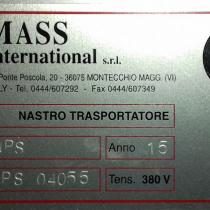 MASS
international s.r.l.
Ponte Poscola, 20 - 36075 MONTECCHIO MAGG. (VI)
LY - Tel. 0444/607292 - Fax 0444/607349
NASTRO TRASPORTATORE
NPS Anno 15
PS 04055 Tens. 380 V